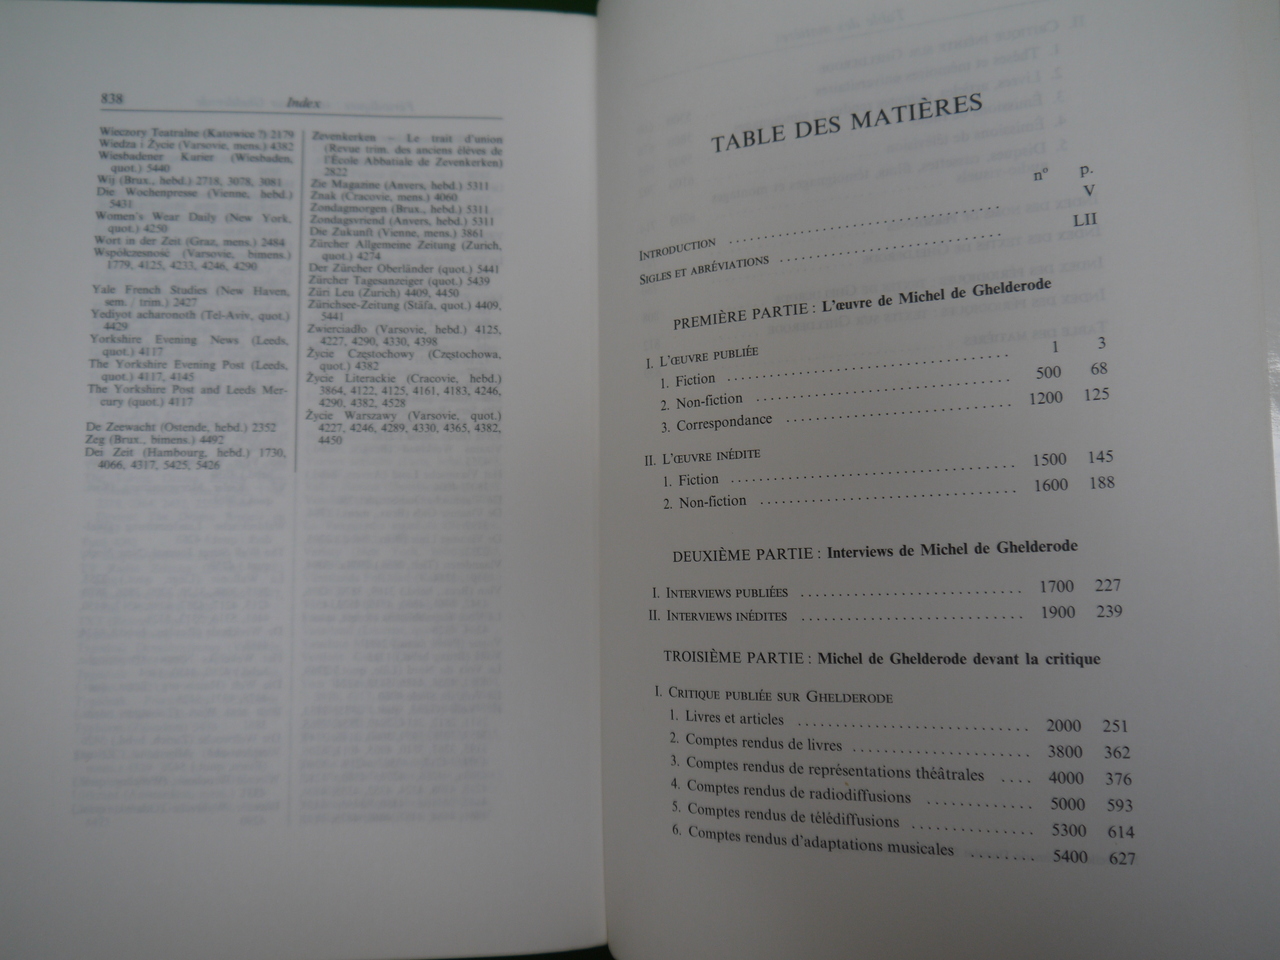 838
Index
Wieczory Teatralne (Katowice ?) 2179
Wiedza i Życie (Varsovie, mens.) 4382
Wiesbadener Kurier (Wiesbaden,
quot.) 5440
Wij (Brux., hebd.) 2718, 3078, 3081
Die Wochenpresse (Vienne, hebd.)
5431
Women's Wear Daily (New York,
quot.) 4250
Wort in der Zeit (Graz, mens.) 2484
Współczesność (Varsovie, bimens.)
1779, 4125, 4233, 4246, 4290
Yale French Studies (New Haven,
sem. / trim.) 2427
Yediyot acharonoth (Tel-Aviv, quot.)
4429
Yorkshire Evening News (Leeds,
quot.) 4117
The Yorkshire Evening Post (Leeds,
quot.) 4117, 4145
The Yorkshire Post and Leeds Mer-
cury (quot.) 4117
De Zeewacht (Ostende, hebd.) 2352
Zeg (Brux., bimens.) 4492
Dei Zeit (Hambourg, hebd.) 1730,
4066, 4317, 5425, 5426
Zevenkerken – Le trait d'union
(Revue trim. des anciens élèves de
l'École Abbatiale de Zevenkerken)
2822
Zie Magazine (Anvers, hebd.) 5311
Znak (Cracovie, mens.) 4060
Zondagmorgen (Brux., hebd.) 5311
Zondagsvriend (Anvers, hebd.) 5311
Die Zukunft (Vienne, mens.) 3861
Zürcher Allgemeine Zeitung (Zurich,
quot.) 4274
Der Zürcher Oberländer (quot.) 5441
Zürcher Tagesanzeiger (quot.) 5439
Züri Leu (Zurich) 4409, 4450
Zürichsee-Zeitung (Stäfa, quot.) 4409,
5441
Zwierciadło (Varsovie, hebd.) 4125,
4227, 4290, 4330, 4398
Życie Częstochowy (Częstochowa,
quot.) 4382
Życie Literackie (Cracovie, hebd.)
3864, 4122, 4125, 4161, 4183, 4246,
4290, 4382, 4528
Życie Warszawy (Varsovie, quot.)
4227, 4246, 4289, 4330, 4365, 4382,
4450
TABLE DES MATIÈRES
n° p.
INTRODUCTION .................... V
SIGLES ET ABRÉVIATIONS .................... LII
PREMIÈRE PARTIE : L'œuvre de Michel de Ghelderode
I. L'ŒUVRE PUBLIÉE
1. Fiction .................... 1 3
2. Non-fiction .................... 500 68
3. Correspondance .................... 1200 125
II. L'ŒUVRE INÉDITE
1. Fiction .................... 1500 145
2. Non-fiction .................... 1600 188
DEUXIÈME PARTIE : Interviews de Michel de Ghelderode
I. INTERVIEWS PUBLIÉES .................... 1700 227
II. INTERVIEWS INÉDITES .................... 1900 239
TROISIÈME PARTIE : Michel de Ghelderode devant la critique
I. CRITIQUE PUBLIÉE SUR GHELDERODE
1. Livres et articles .................... 2000 251
2. Comptes rendus de livres .................... 3800 362
3. Comptes rendus de représentations théâtrales .... 4000 376
4. Comptes rendus de radiodiffusions ............ 5000 593
5. Comptes rendus de télédiffusions ............ 5300 614
6. Comptes rendus d'adaptations musicales ........ 5400 627